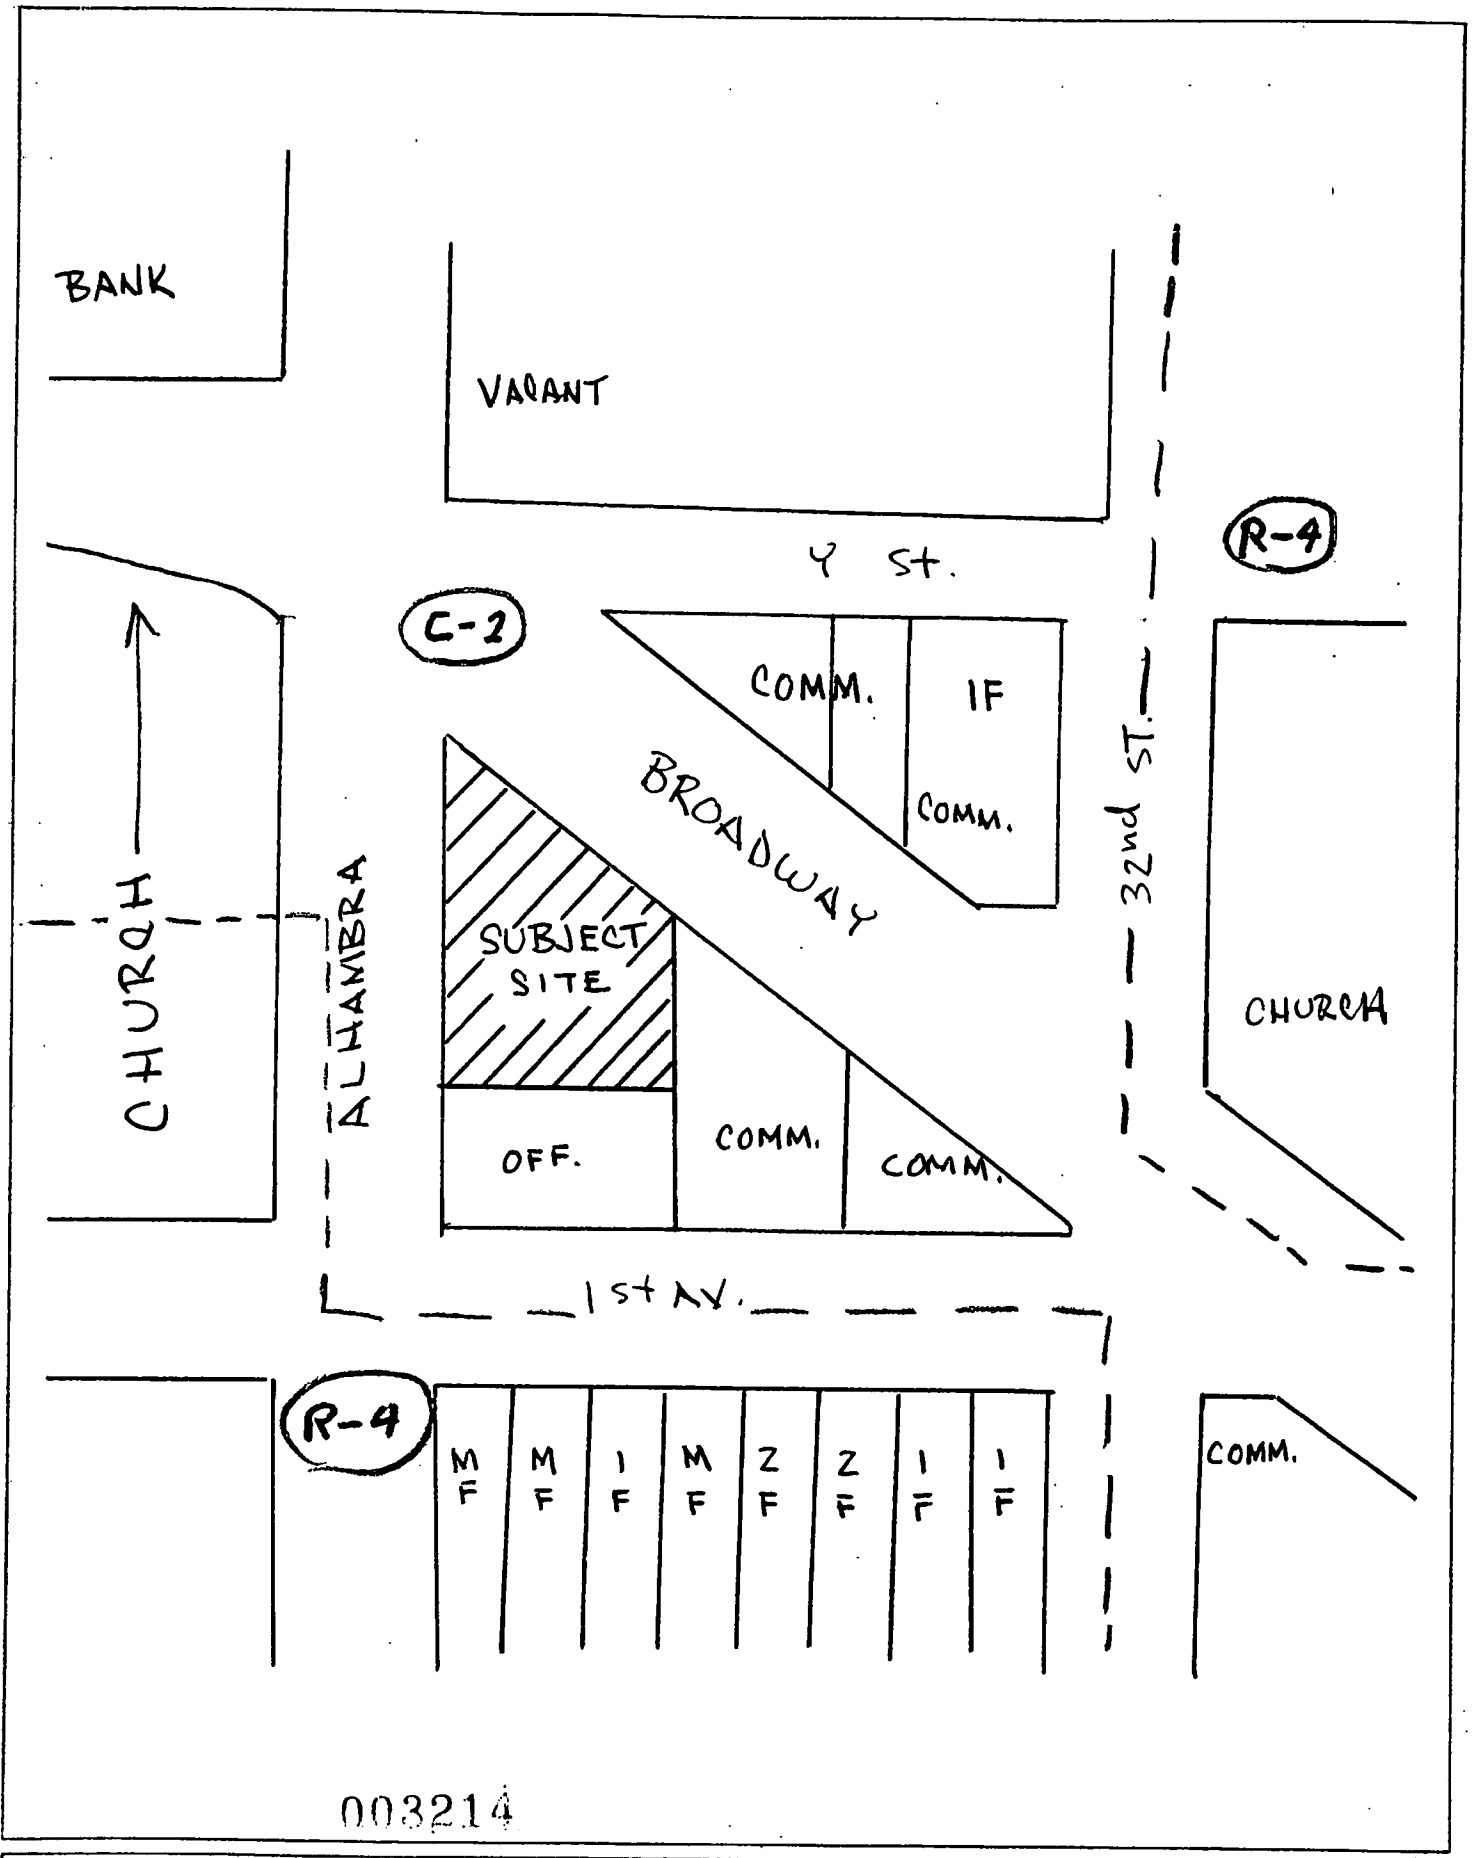 BANK
VACANT
R-4
Y St.
C-2
COMM.
1F
COMM.
BROADWAY
32nd ST.
CHURCH
ALHAMBRA
SUBJECT
SITE
CHURCH
OFF.
COMM.
COMM.
1st AV.
R-4
M F
M F
1 F
M F
2 F
2 F
1 F
1 F
COMM.
003214